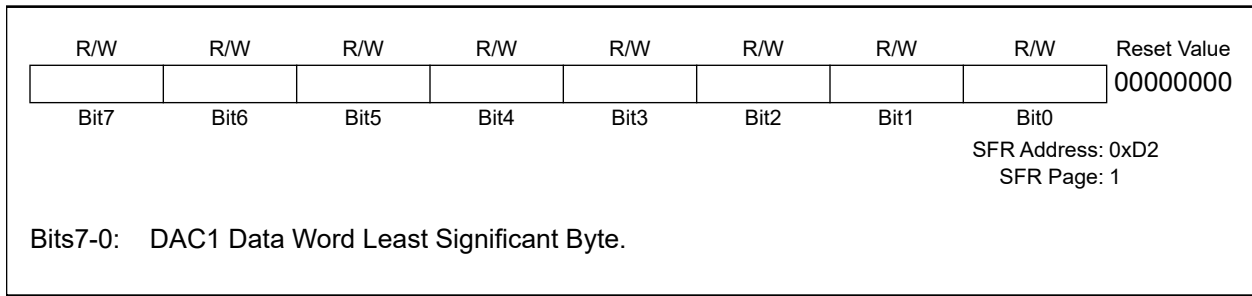 R/W R/W R/W R/W R/W R/W R/W R/W Reset Value
00000000
Bit7 Bit6 Bit5 Bit4 Bit3 Bit2 Bit1 Bit0
SFR Address: 0xD2
SFR Page: 1
Bits7-0: DAC1 Data Word Least Significant Byte.